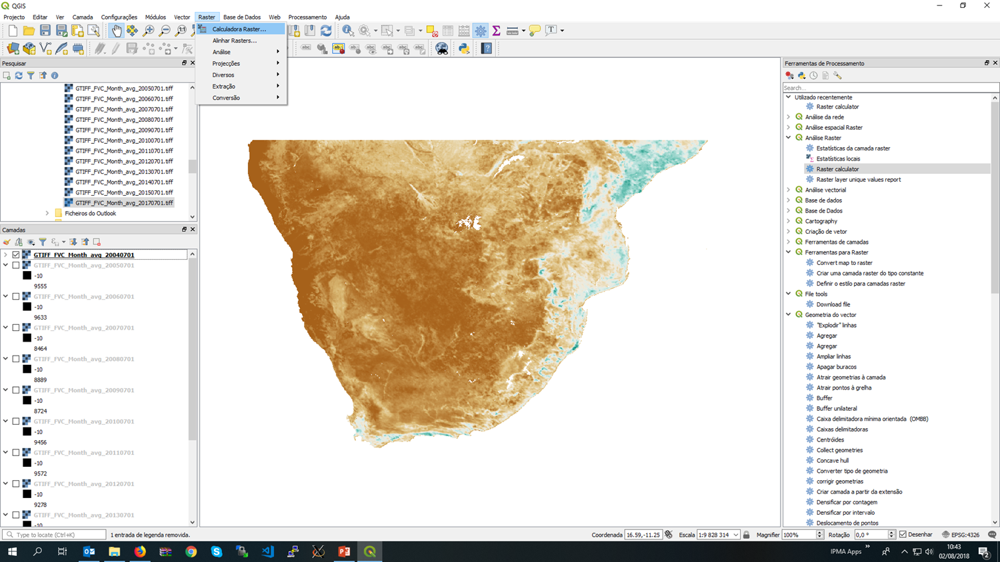 QGIS
Projecto Editar Ver Camada Configurações Módulos Vector Raster Base de Dados Web Processamento Ajuda
Calculadora Raster...
Alinhar Rasters...
Análise
Projecções
Diversos
Extração
Conversão
Pesquisar
GTIFF_FVC_Month_avg_20050701.tiff
GTIFF_FVC_Month_avg_20060701.tiff
GTIFF_FVC_Month_avg_20070701.tiff
GTIFF_FVC_Month_avg_20080701.tiff
GTIFF_FVC_Month_avg_20090701.tiff
GTIFF_FVC_Month_avg_20100701.tiff
GTIFF_FVC_Month_avg_20110701.tiff
GTIFF_FVC_Month_avg_20120701.tiff
GTIFF_FVC_Month_avg_20130701.tiff
GTIFF_FVC_Month_avg_20140701.tiff
GTIFF_FVC_Month_avg_20150701.tiff
GTIFF_FVC_Month_avg_20170701.tiff
Ficheiros do Outlook
Camadas
GTIFF_FVC_Month_avg_20040701
GTIFF_FVC_Month_avg_20050701
-10
9555
GTIFF_FVC_Month_avg_20060701
-10
9633
GTIFF_FVC_Month_avg_20070701
-10
8464
GTIFF_FVC_Month_avg_20080701
-10
8889
GTIFF_FVC_Month_avg_20090701
-10
8724
GTIFF_FVC_Month_avg_20100701
-10
9456
GTIFF_FVC_Month_avg_20110701
-10
9572
GTIFF_FVC_Month_avg_20120701
-10
9278
GTIFF_FVC_Month_avg_20130701
-10
Ferramentas de Processamento
Search...
Utilizado recentemente
Raster calculator
Análise da rede
Análise espacial Raster
Análise Raster
Estatísticas da camada raster
Estatísticas locais
Raster calculator
Raster layer unique values report
Análise vectorial
Base de dados
Base de Dados
Cartography
Criação de vetor
Ferramentas de camadas
Ferramentas para Raster
Convert map to raster
Criar uma camada raster do tipo constante
Definir o estilo para camadas raster
File tools
Download file
Geometria do vector
"Explodir" linhas
Agregar
Agregar
Ampliar linhas
Apagar buracos
Atrair geometrias à camada
Atrair pontos à grelha
Buffer
Buffer unilateral
Caixa delimitadora mínima orientada (OMBB)
Caixas delimitadoras
Centróides
Collect geometries
Concave hull
Converter tipo de geometria
corrigir geometrias
Criar camada a partir da extensão
Densificar por contagem
Densificar por intervalo
Deslocamento de pontos
Type to locate (Ctrl+K) 1 entrada de legenda removida. Coordenada 16.59,-11.25 Escala 1:9 828 314 Magnifier 100% Rotação 0,0 ° Desenhar EPSG:4326
IPMA Apps
10:43
02/08/2018
2